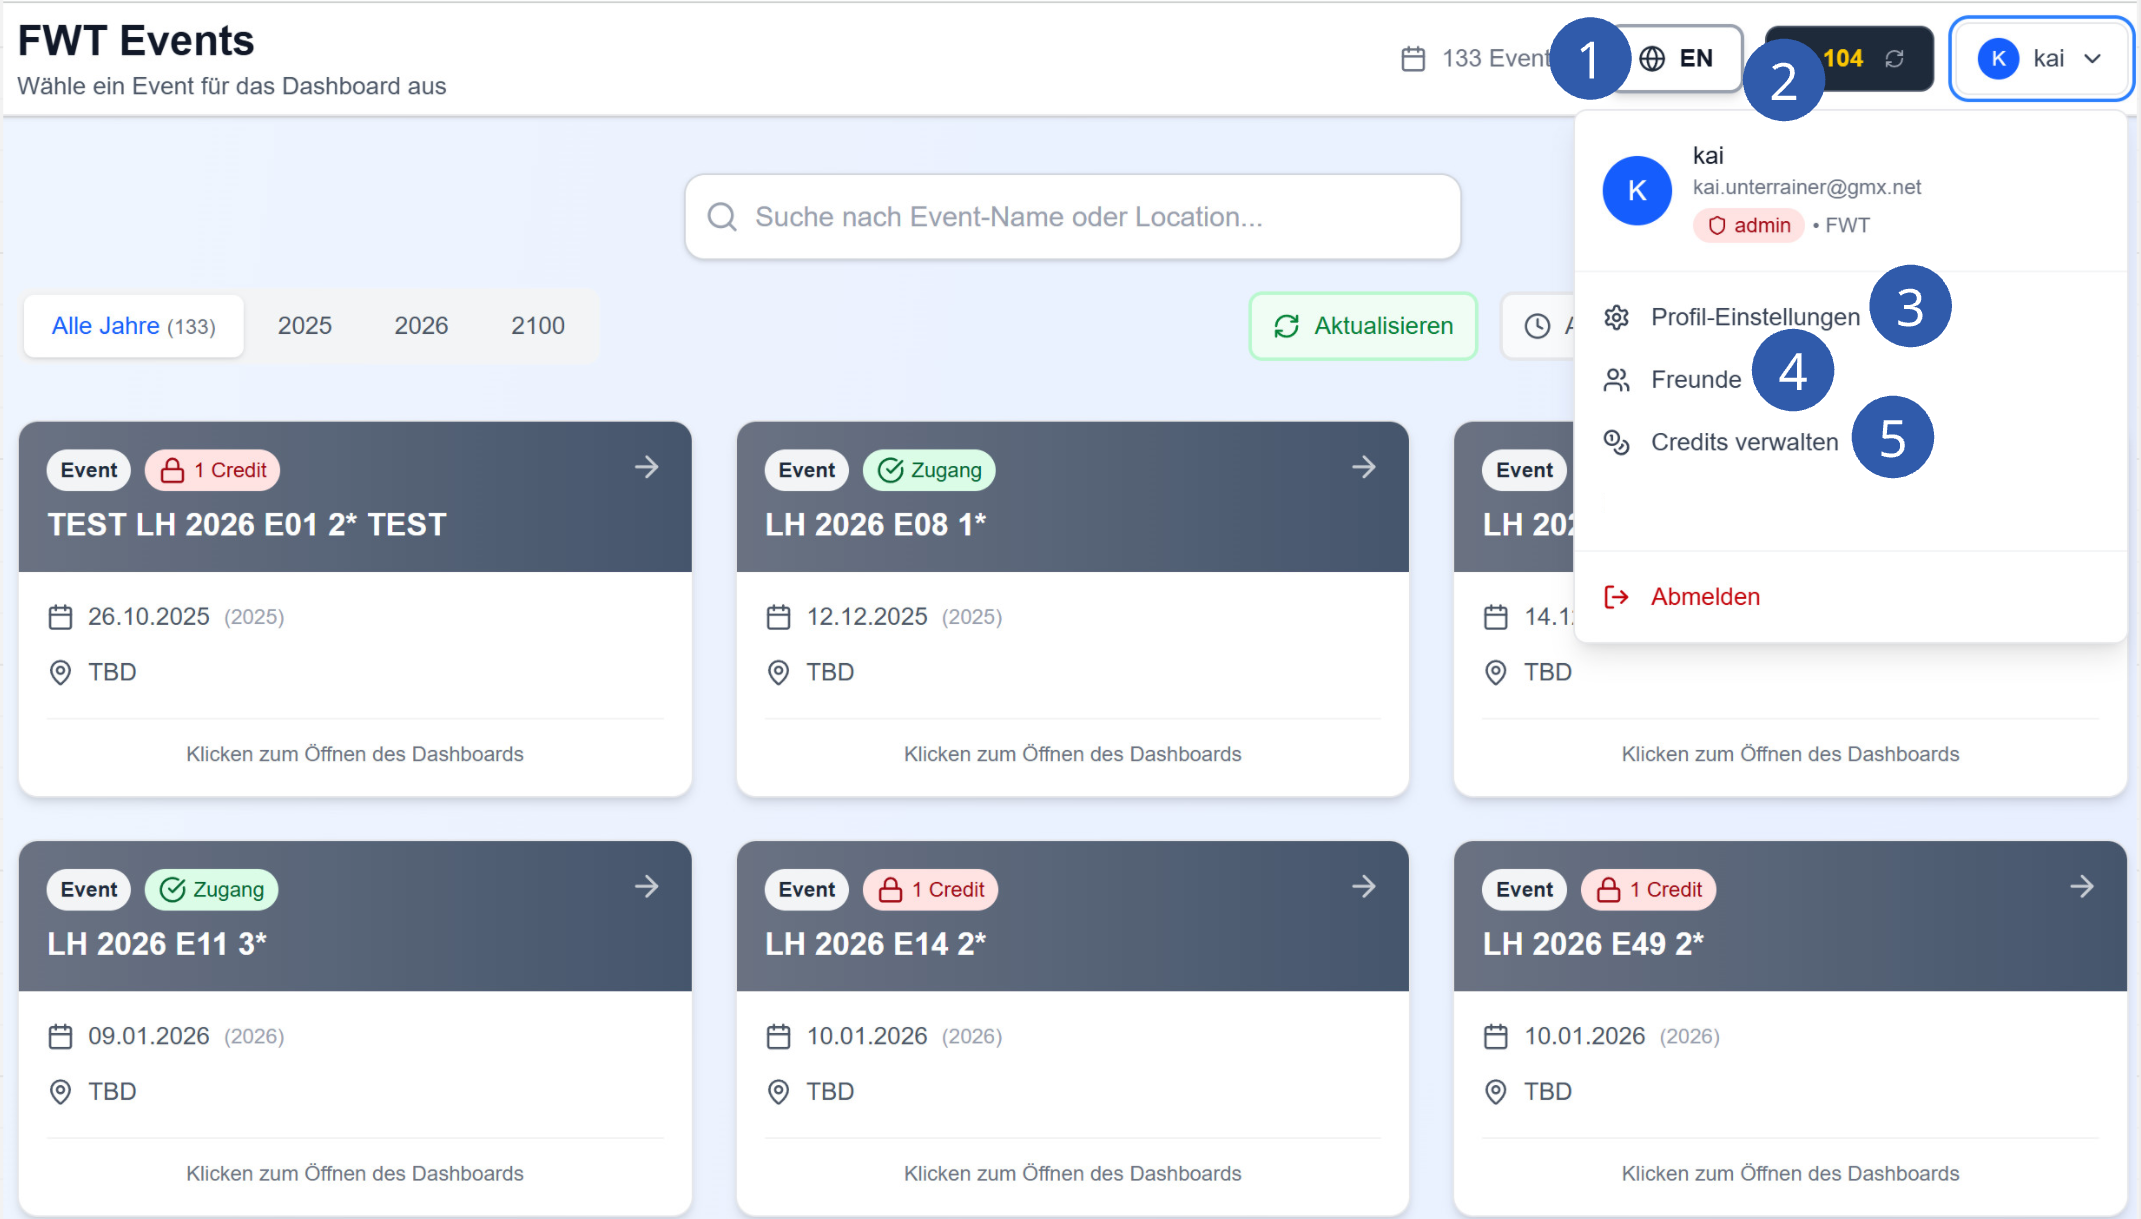 FWT Events
Wähle ein Event für das Dashboard aus
133 Event
1
EN
2
104
K
kai
K
kai
kai.unterrainer@gmx.net
admin • FWT
Profil-Einstellungen
3
Freunde
4
Credits verwalten
5
Abmelden
Suche nach Event-Name oder Location...
Alle Jahre (133)
2025
2026
2100
Aktualisieren
Event
1 Credit
TEST LH 2026 E01 2* TEST
26.10.2025 (2025)
TBD
Klicken zum Öffnen des Dashboards
Event
Zugang
LH 2026 E08 1*
12.12.2025 (2025)
TBD
Klicken zum Öffnen des Dashboards
Event
LH 202
14.1
TBD
Klicken zum Öffnen des Dashboards
Event
Zugang
LH 2026 E11 3*
09.01.2026 (2026)
TBD
Klicken zum Öffnen des Dashboards
Event
1 Credit
LH 2026 E14 2*
10.01.2026 (2026)
TBD
Klicken zum Öffnen des Dashboards
Event
1 Credit
LH 2026 E49 2*
10.01.2026 (2026)
TBD
Klicken zum Öffnen des Dashboards